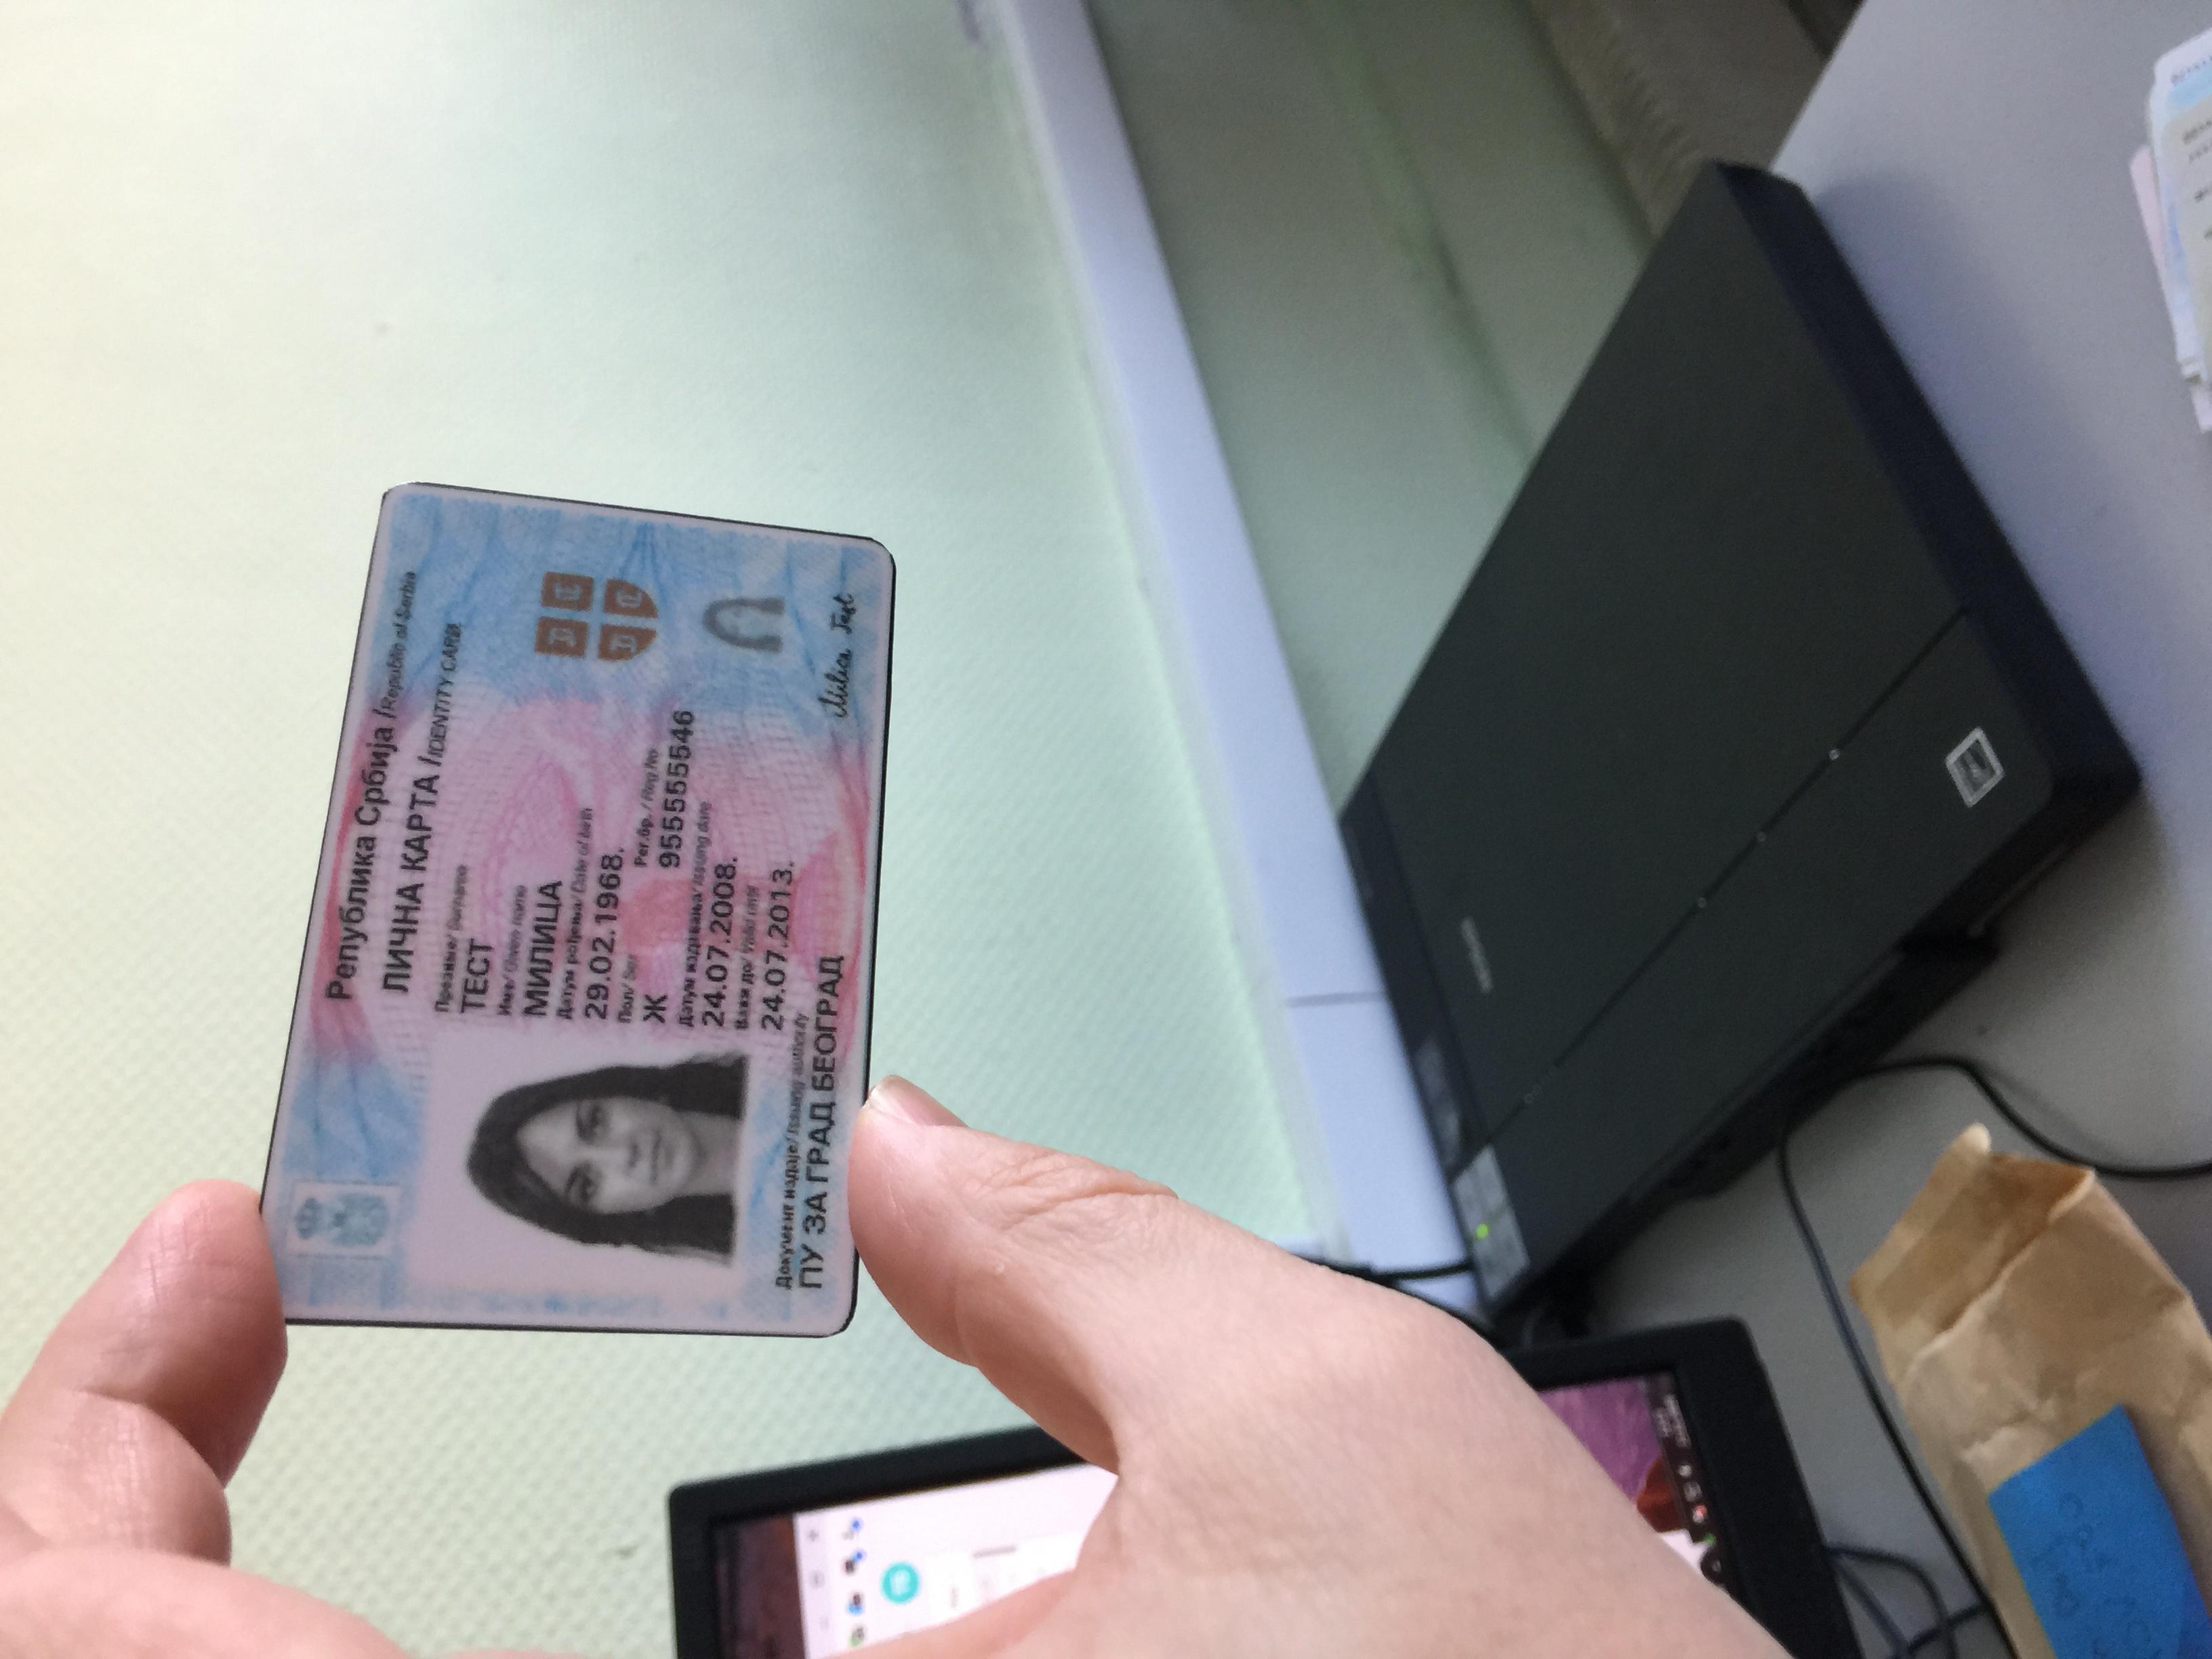 Република Србија /Republic of Serbia
ЛИЧНА КАРТА /IDENTITY CARD
Презиме/ Surname
ТЕСТ
Име/ Given name
МИЛИЦА
Датум рођења/ Date of birth
29.02.1968.
Пол/ Sex
Ж
Рег.бр. / Reg No
955555546
Датум издавања/ Issuing date
24.07.2008.
Важи до/ Valid until
24.07.2013.
Документ издаје/ Issuing authority
ПУ ЗА ГРАД БЕОГРАД
Milica Test
EPSON